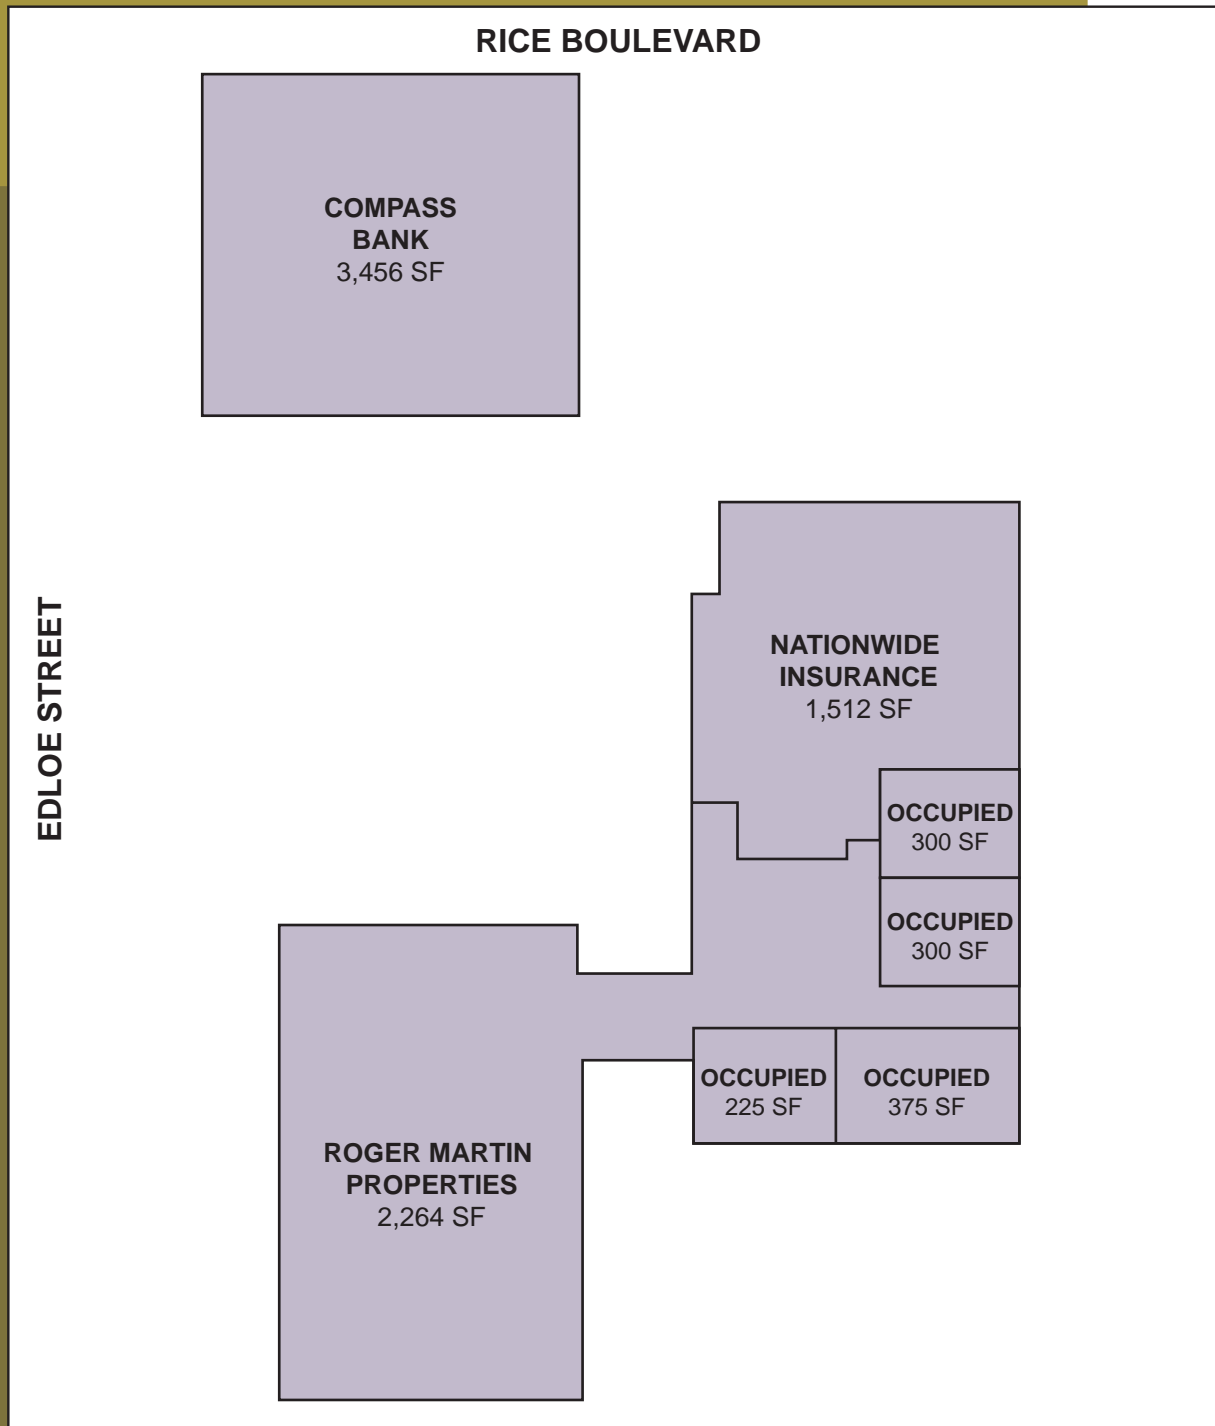 RICE BOULEVARD
COMPASS
BANK
3,456 SF
EDLOE STREET
NATIONWIDE
INSURANCE
1,512 SF
OCCUPIED
300 SF
OCCUPIED
300 SF
OCCUPIED
225 SF
OCCUPIED
375 SF
ROGER MARTIN
PROPERTIES
2,264 SF